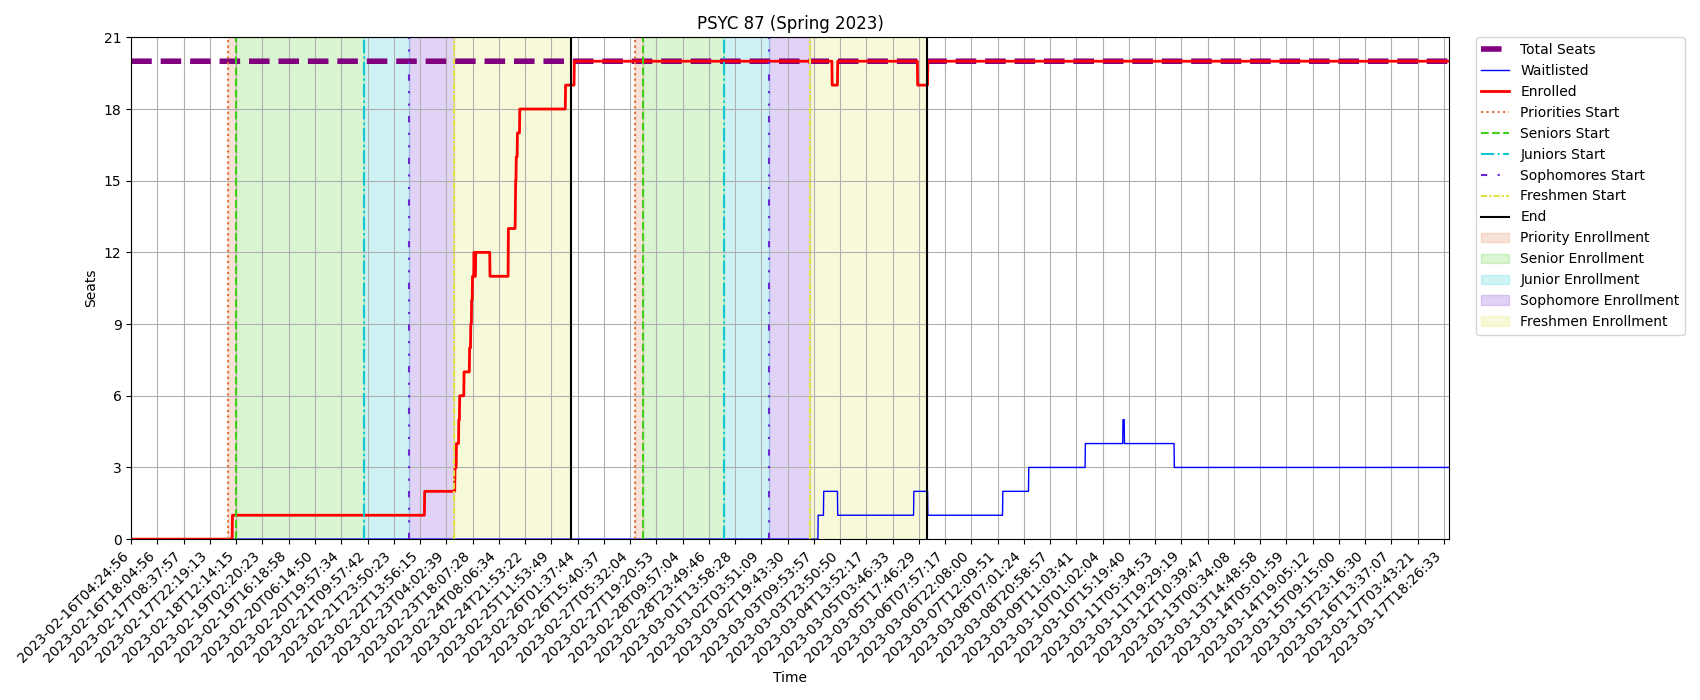 PSYC 87 (Spring 2023)
21
18
15
12
9
6
3
0
Seats
2023-02-16T04:24:56
2023-02-16T18:04:56
2023-02-17T08:37:57
2023-02-17T22:19:13
2023-02-18T12:14:15
2023-02-19T02:20:23
2023-02-19T16:18:58
2023-02-20T06:14:50
2023-02-20T19:57:34
2023-02-21T09:57:42
2023-02-21T23:50:23
2023-02-22T13:56:15
2023-02-23T04:02:39
2023-02-23T18:07:28
2023-02-24T08:06:34
2023-02-24T21:53:22
2023-02-25T11:53:49
2023-02-26T01:37:44
2023-02-26T15:40:37
2023-02-27T05:32:04
2023-02-27T19:20:53
2023-02-28T09:57:04
2023-02-28T23:49:46
2023-03-01T13:58:28
2023-03-02T03:51:09
2023-03-02T19:43:30
2023-03-03T09:53:57
2023-03-03T23:50:50
2023-03-04T13:52:17
2023-03-05T03:46:33
2023-03-05T17:46:29
2023-03-06T07:57:17
2023-03-06T22:08:00
2023-03-07T12:09:51
2023-03-08T07:01:24
2023-03-08T20:58:57
2023-03-09T11:03:41
2023-03-10T01:02:04
2023-03-10T15:19:40
2023-03-11T05:34:53
2023-03-11T19:29:19
2023-03-12T10:39:47
2023-03-13T00:34:08
2023-03-13T14:48:58
2023-03-14T05:01:59
2023-03-14T19:05:12
2023-03-15T09:15:00
2023-03-15T23:16:30
2023-03-16T13:37:07
2023-03-17T03:43:21
2023-03-17T18:26:33
Time
Total Seats
Waitlisted
Enrolled
Priorities Start
Seniors Start
Juniors Start
Sophomores Start
Freshmen Start
End
Priority Enrollment
Senior Enrollment
Junior Enrollment
Sophomore Enrollment
Freshmen Enrollment